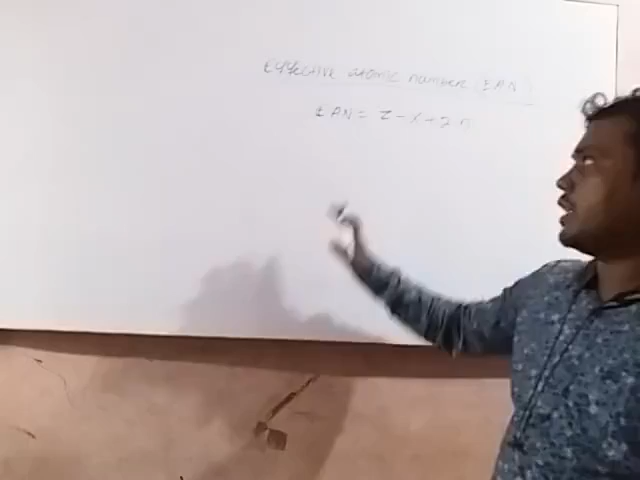 Effective atomic number (EAN)
EAN = Z - X + 2n